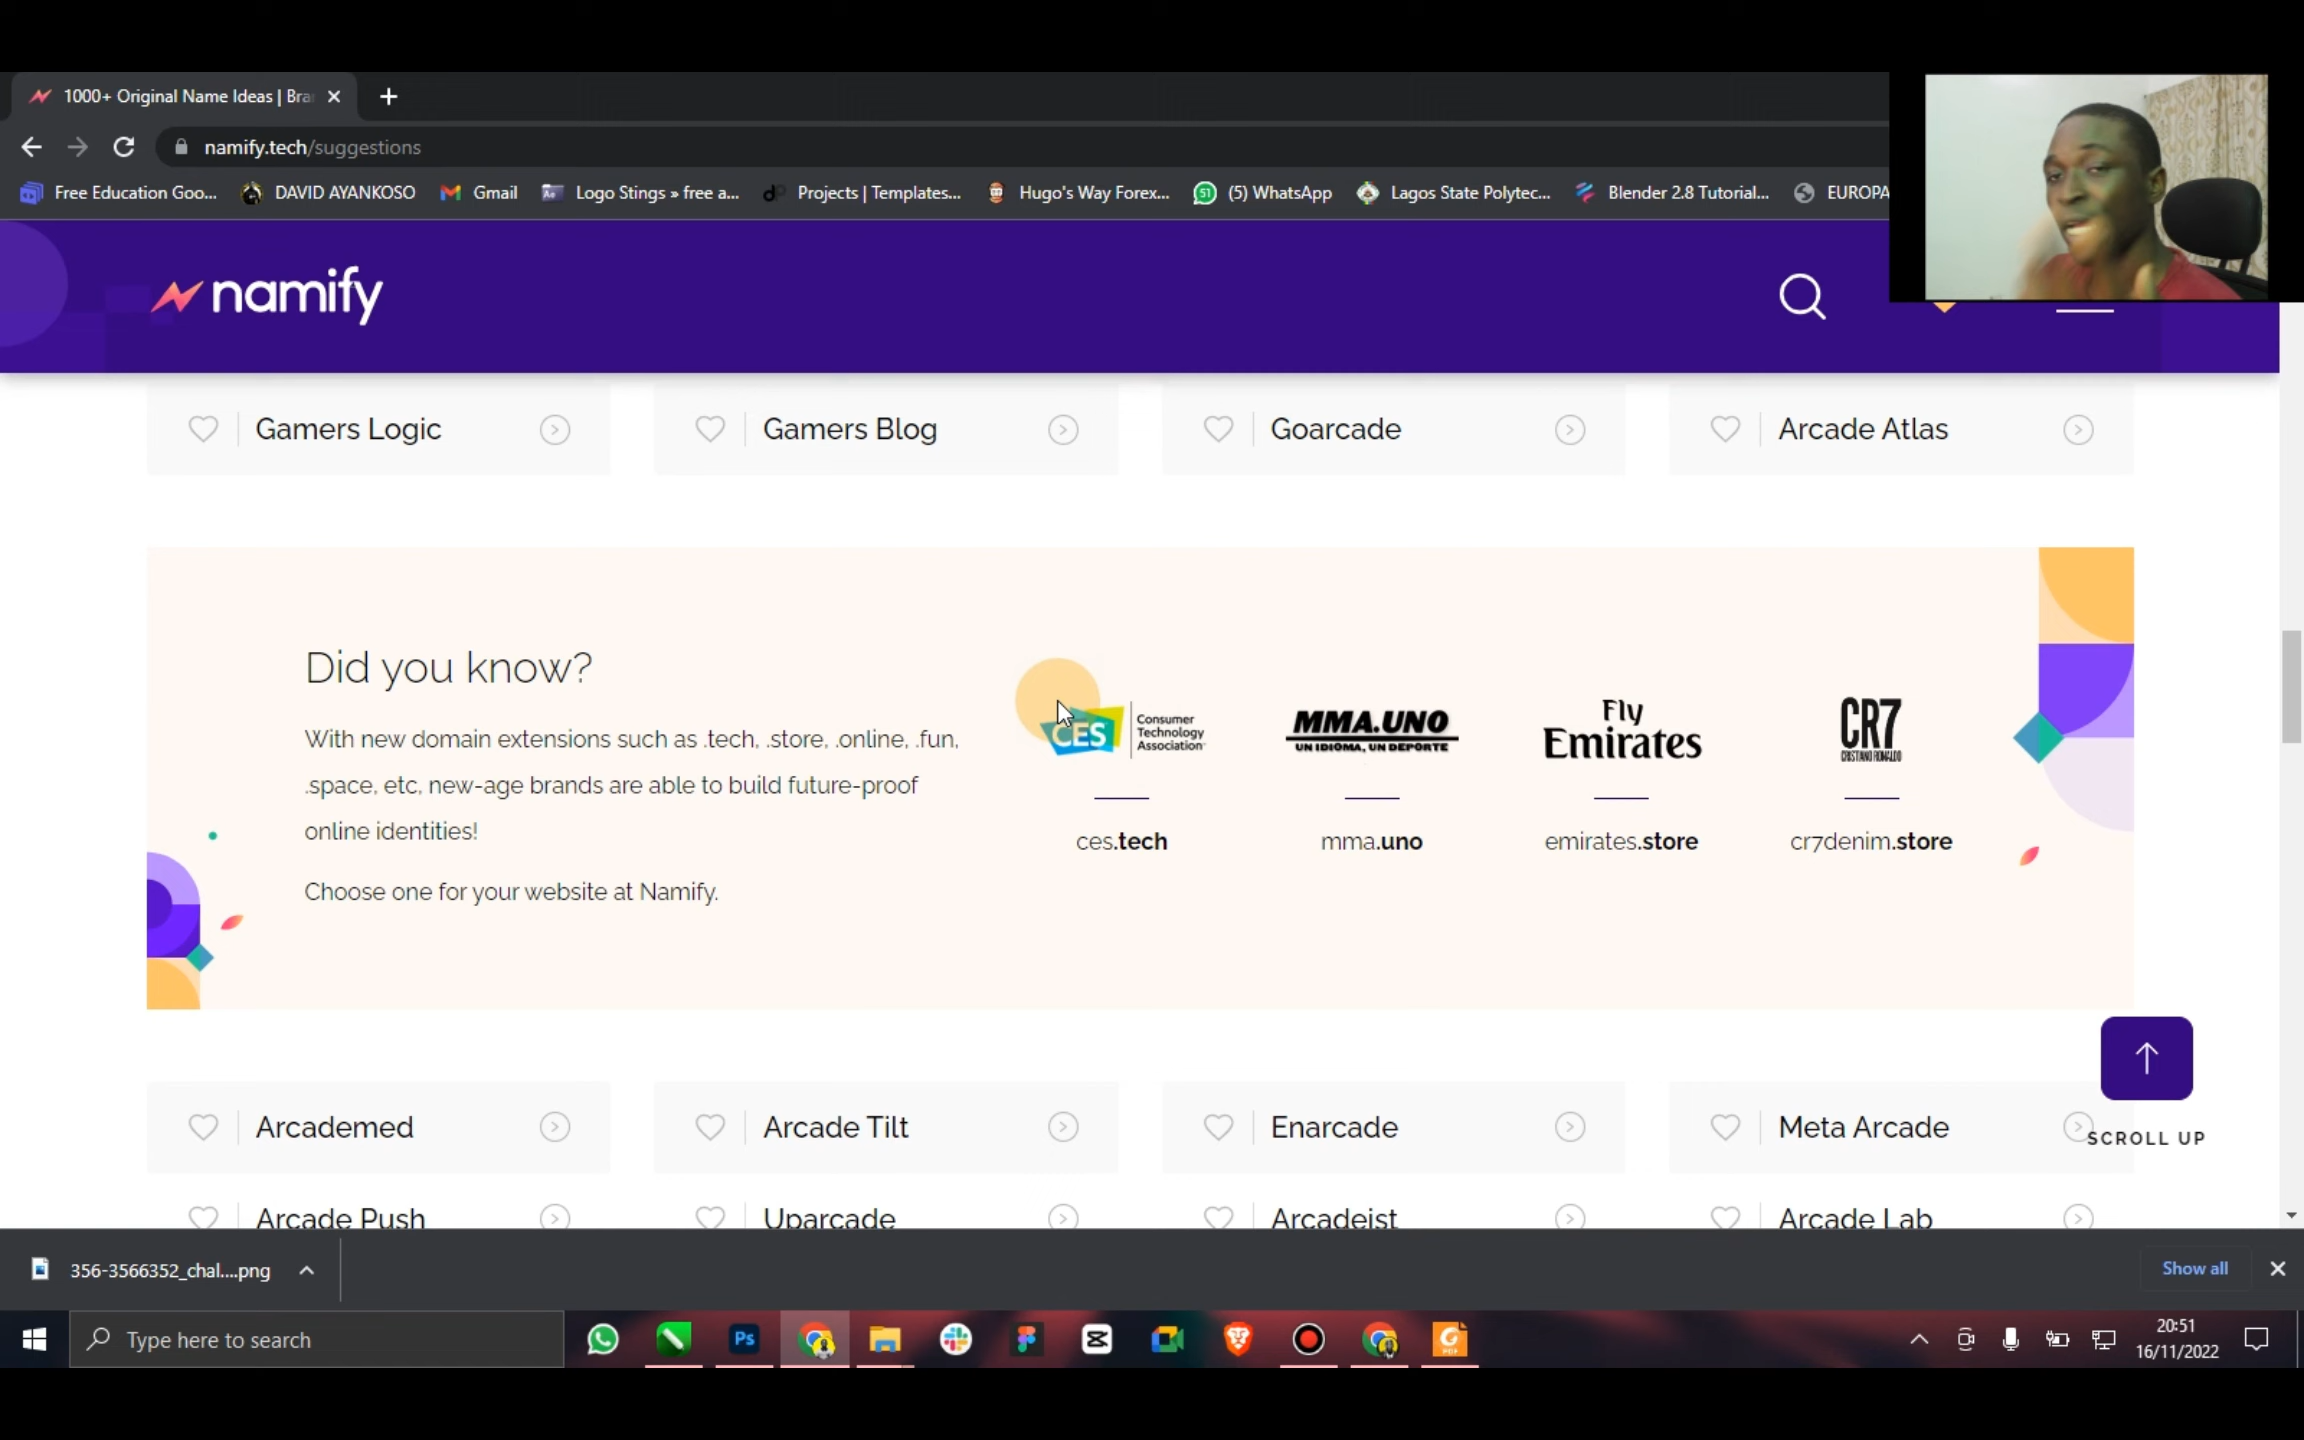 1000+ Original Name Ideas | Bra
namify.tech/suggestions
Free Education Goo...
DAVID AYANKOSO
Gmail
Logo Stings » free a...
Projects | Templates...
Hugo's Way Forex...
(5) WhatsApp
Lagos State Polytec...
Blender 2.8 Tutorial...
EUROPA
namify
Gamers Logic
Gamers Blog
Goarcade
Arcade Atlas
Did you know?
With new domain extensions such as .tech, .store, .online, .fun,
.space, etc, new-age brands are able to build future-proof
online identities!
Choose one for your website at Namify.
CES
Consumer
Technology
Association
MMA.UNO
UN IDIOMA, UN DEPORTE
Fly
Emirates
CR7
CRISTIANO RONALDO
ces.tech
mma.uno
emirates.store
cr7denim.store
Arcademed
Arcade Tilt
Enarcade
Meta Arcade
SCROLL UP
Arcade Push
Uparcade
Arcadeist
Arcade Lab
356-3566352_chal....png
Show all
Type here to search
Ps
PDF
20:51
16/11/2022